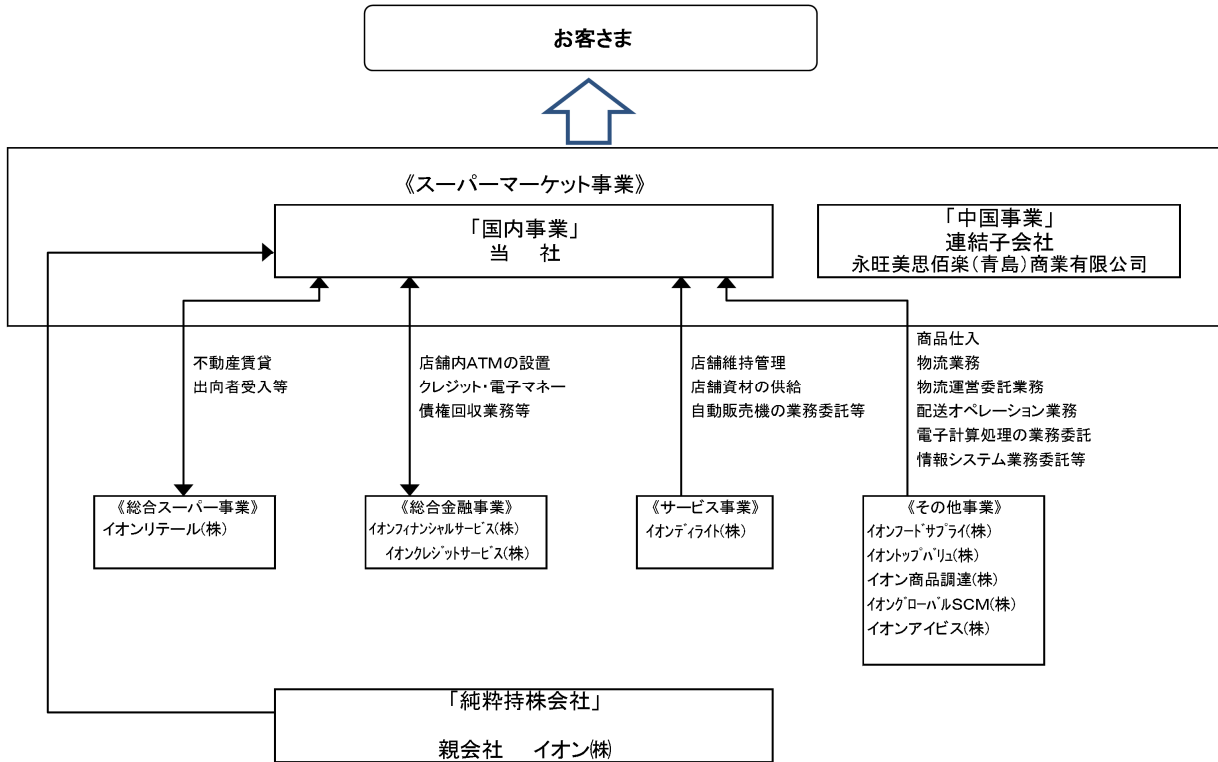 お客さま
《スーパーマーケット事業》
「国内事業」
当 社
「中国事業」
連結子会社
永旺美思佰楽(青島)商業有限公司
不動産賃貸
出向者受入等
店舗内ATMの設置
クレジット・電子マネー
債権回収業務等
店舗維持管理
店舗資材の供給
自動販売機の業務委託等
商品仕入
物流業務
物流運営委託業務
配送オペレーション業務
電子計算処理の業務委託
情報システム業務委託等
《総合スーパー事業》
イオンリテール(株)
《総合金融事業》
イオンフィナンシャルサービス(株)
イオンクレジットサービス(株)
《サービス事業》
イオンディライト(株)
《その他事業》
イオンフードサプライ(株)
イオントップバリュ(株)
イオン商品調達(株)
イオングローバルSCM(株)
イオンアイビス(株)
「純粋持株会社」
親会社 イオン㈱